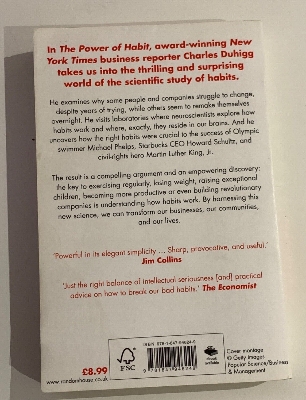 In The Power of Habit, award-winning New
York Times business reporter Charles Duhigg
takes us into the thrilling and surprising
world of the scientific study of habits.
He examines why some people and companies struggle to change,
despite years of trying, while others seem to remake themselves
overnight. He visits laboratories where neuroscientists explore how
habits work and where, exactly, they reside in our brains. And he
uncovers how the right habits were crucial to the success of Olympic
swimmer Michael Phelps, Starbucks CEO Howard Schultz, and
civil-rights hero Martin Luther King, Jr.
The result is a compelling argument and an empowering discovery:
the key to exercising regularly, losing weight, raising exceptional
children, becoming more productive or even building revolutionary
companies is understanding how habits work. By harnessing this
new science, we can transform our businesses, our communities,
and our lives.
'Powerful in its elegant simplicity ... Sharp, provocative, and useful.'
Jim Collins
'Just the right balance of intellectual seriousness [and] practical
advice on how to break our bad habits.' The Economist
£8.99
www.randomhouse.co.uk
FSC
ISBN
Cover montage
© Getty Images
Popular Science/Business
& Management